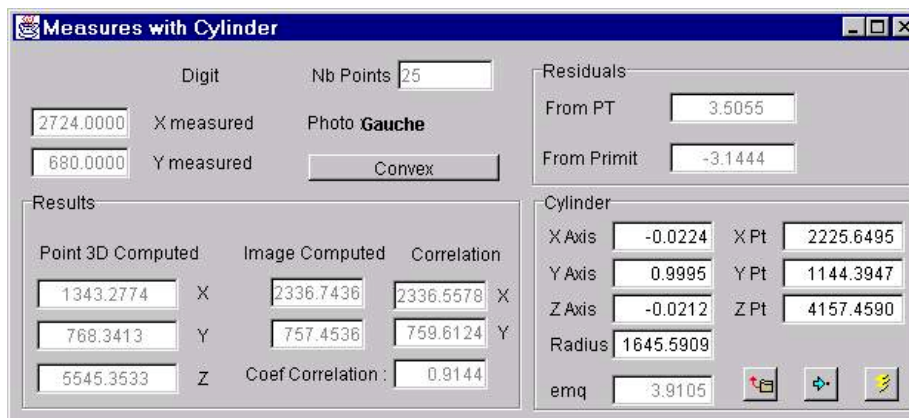 Measures with Cylinder
Digit Nb Points 25
2724.0000 X measured Photo :Gauche
680.0000 Y measured Convex
Residuals
From PT 3.5055
From Primit -3.1444
Results
Point 3D Computed Image Computed Correlation
1343.2774 X 2336.7436 2336.5578 X
768.3413 Y 757.4536 759.6124 Y
5545.3533 Z Coef Correlation : 0.9144
Cylinder
X Axis -0.0224 X Pt 2225.6495
Y Axis 0.9995 Y Pt 1144.3947
Z Axis -0.0212 Z Pt 4157.4590
Radius 1645.5909
emq 3.9105